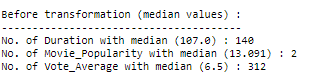 Before transformation (median values) :
----------------------------------------
No. of Duration with median (107.0) : 140
No. of Movie_Popularity with median (13.091) : 2
No. of Vote_Average with median (6.5) : 312